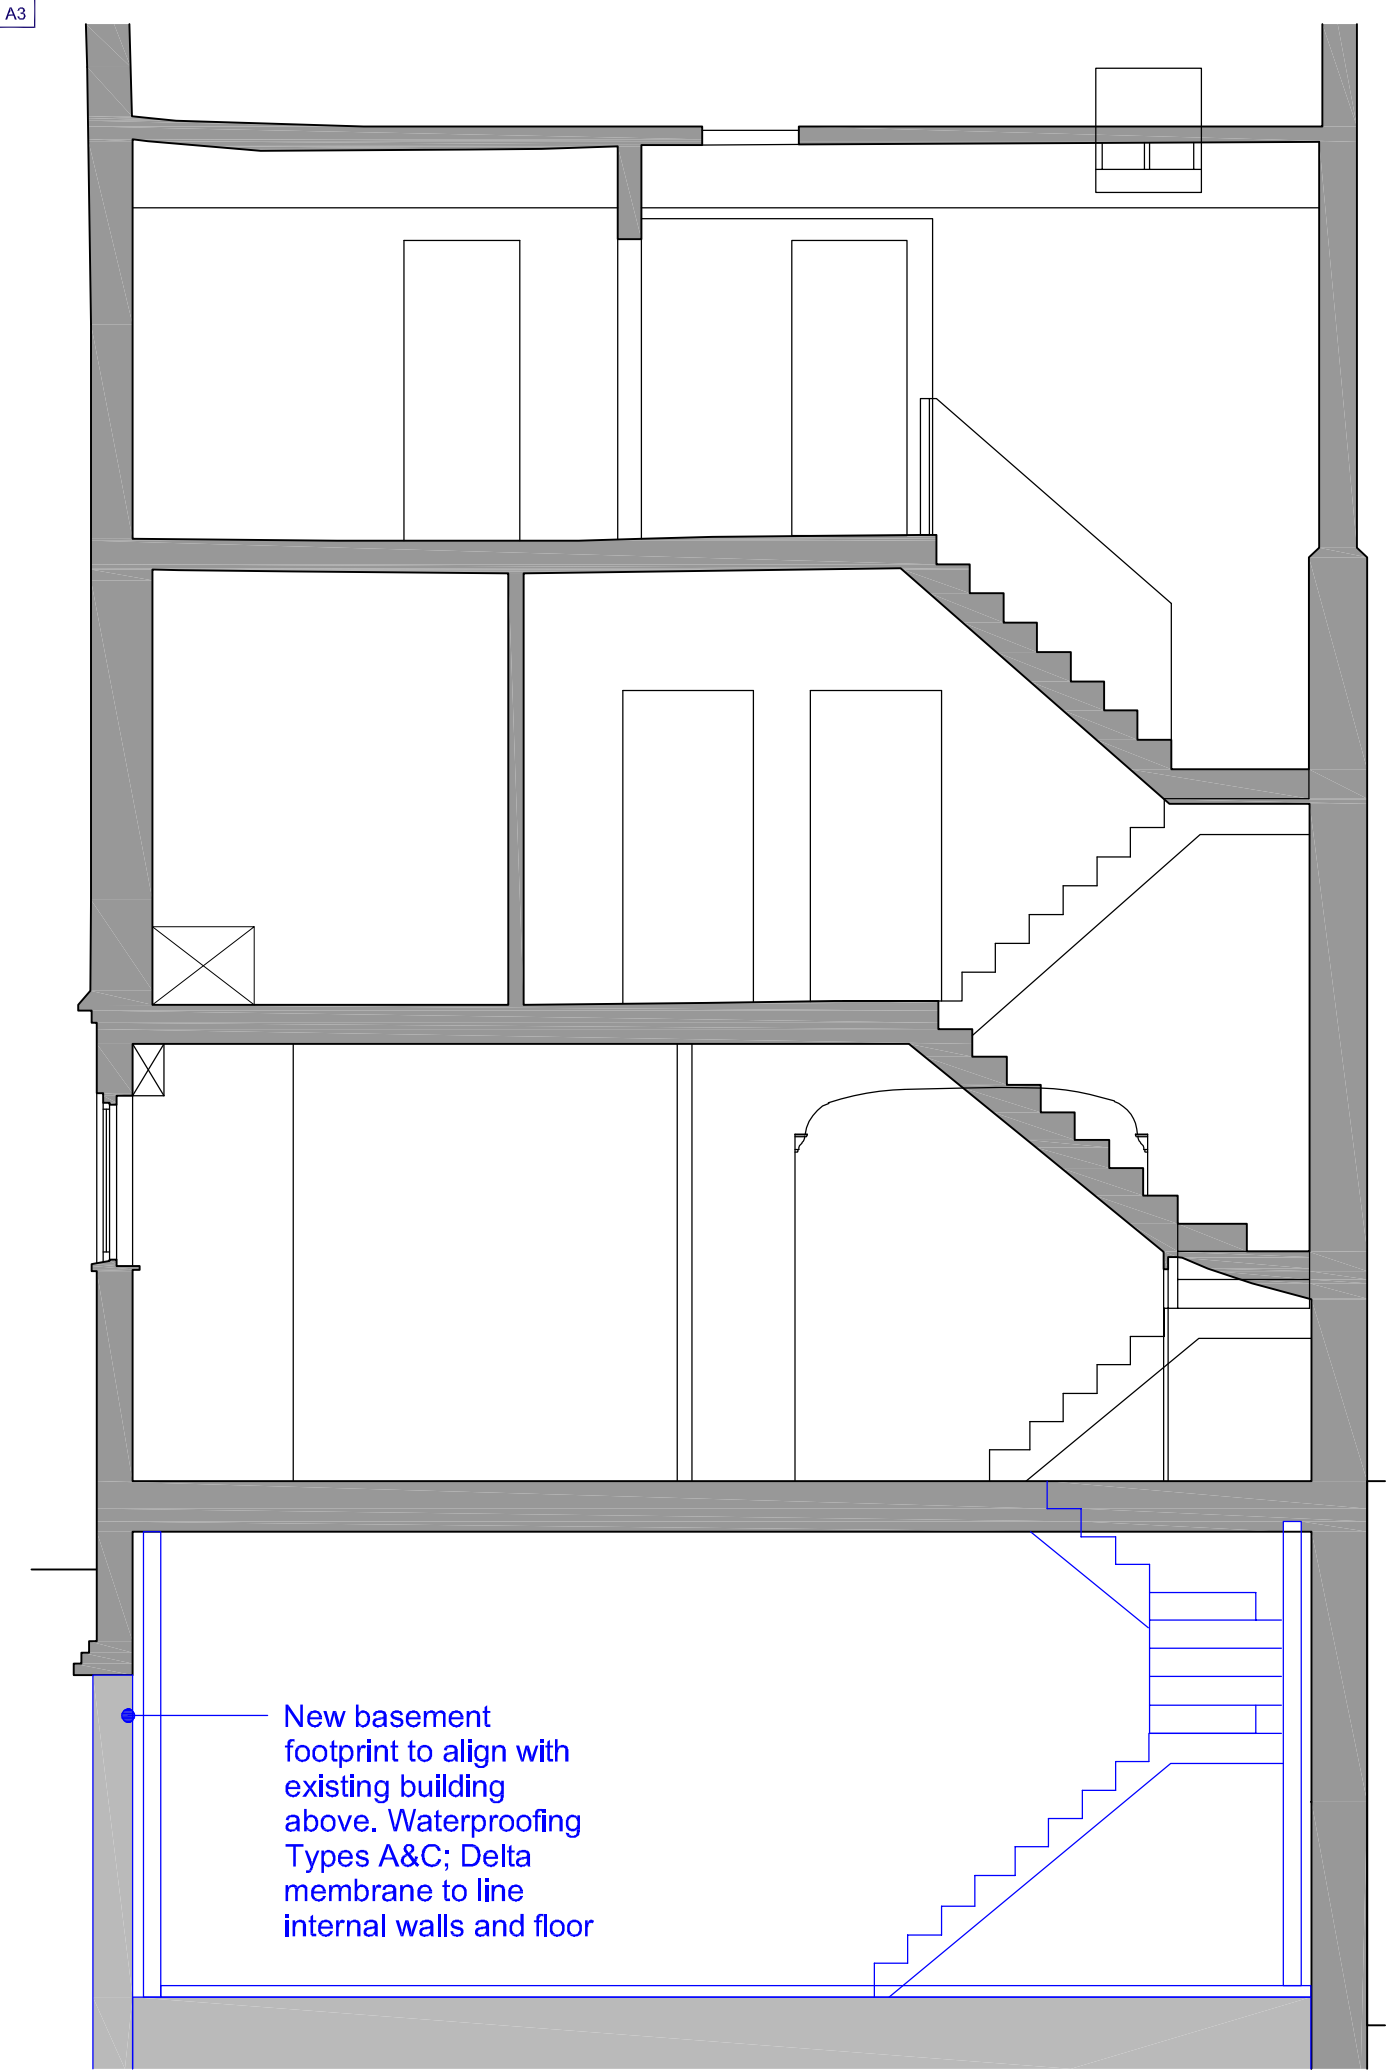 A3
New basement
footprint to align with
existing building
above. Waterproofing
Types A&C; Delta
membrane to line
internal walls and floor